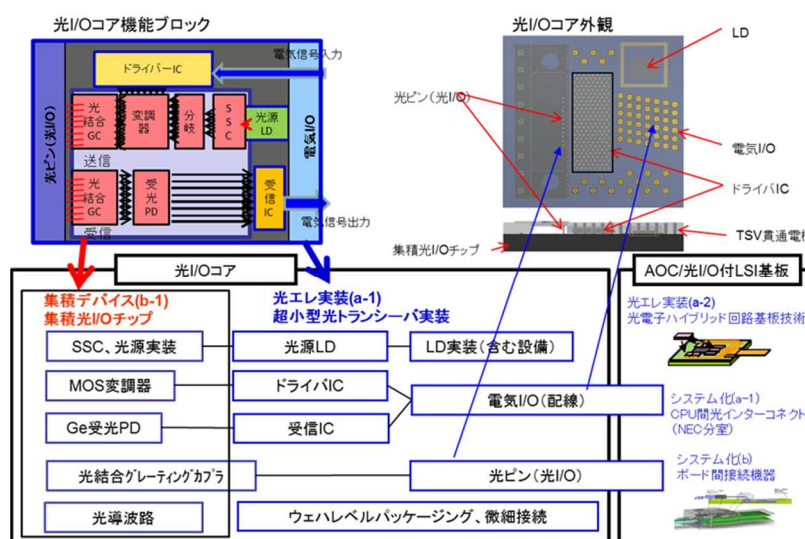 光I/Oコア機能ブロック
光I/Oコア外観
ドライバーIC
電気信号入力
光ピン(光I/O)
光
結合
GC
変調
器
分
岐
S
S
C
光源
LD
送信
電気I/O
光
結合
GC
受
光
PD
受
信
IC
受信
電気信号出力
LD
光ピン(光I/O)
電気I/O
ドライバIC
TSV貫通電極
集積光I/Oチップ
光I/Oコア
AOC/光I/O付LSI基板
集積デバイス(b-1)
集積光I/Oチップ
光エレ実装(a-1)
超小型光トランシーバ実装
光エレ実装(a-2)
光電子ハイブリッド回路基板技術
SSC、光源実装
光源LD
LD実装(含む設備)
MOS変調器
ドライバIC
電気I/O(配線)
Ge受光PD
受信IC
システム化(a-1)
CPU間光インターコネクト
(NEC分室)
光結合グレーティングカプラ
光ピン(光I/O)
システム化(b)
ボード間接続機器
光導波路
ウェハレベルパッケージング、微細接続